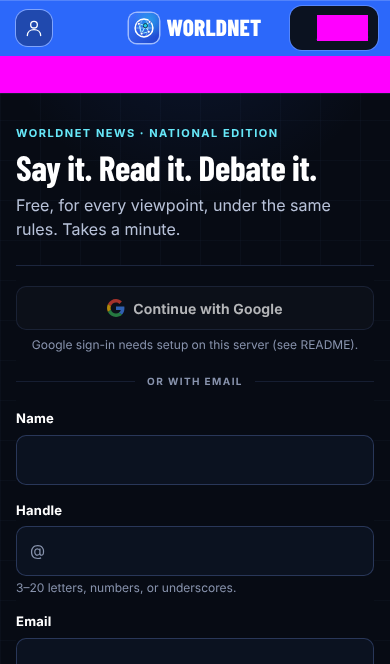 WORLDNET
WORLDNET NEWS · NATIONAL EDITION
Say it. Read it. Debate it.
Free, for every viewpoint, under the same
rules. Takes a minute.
Continue with Google
Google sign-in needs setup on this server (see README).
OR WITH EMAIL
Name
Handle
@
3–20 letters, numbers, or underscores.
Email